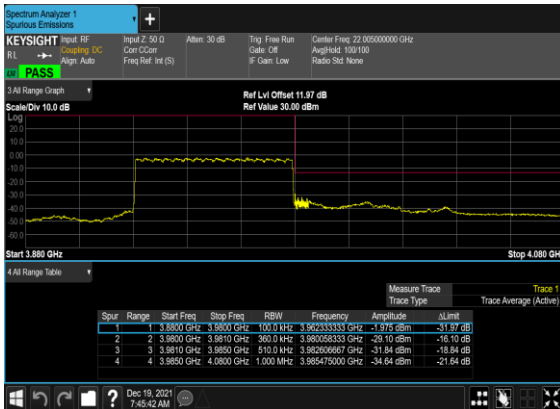 Spectrum Analyzer 1
Spurious Emissions
KEYSIGHT Input: RF Input Z: 50 Ω Atten: 30 dB Trig: Free Run Center Freq: 22.005000000 GHz
RL Coupling: DC Corr CCorr Gate: Off Avg|Hold: 100/100
Align: Auto Freq Ref: Int (S) IF Gain: Low Radio Std: None
PASS
3 All Range Graph
Ref Lvl Offset 11.97 dB
Scale/Div 10.0 dB Ref Value 30.00 dBm
Log
20.0
10.0
0.00
-10.0
-20.0
-30.0
-40.0
-50.0
-60.0
Start 3.880 GHz Stop 4.080 GH
4 All Range Table
Measure Trace Trace 1
Trace Type Trace Average (Active)
Spur Range Start Freq Stop Freq RBW Frequency Amplitude ΔLimit
1 1 3.8800 GHz 3.9800 GHz 100.0 kHz 3.962333333 GHz -1.975 dBm -31.97 dB
2 2 3.9800 GHz 3.9810 GHz 360.0 kHz 3.980058333 GHz -29.10 dBm -16.10 dB
3 3 3.9810 GHz 3.9850 GHz 510.0 kHz 3.982606667 GHz -31.84 dBm -18.84 dB
4 4 3.9850 GHz 4.0800 GHz 1.000 MHz 3.985475000 GHz -34.64 dBm -21.64 dB
Dec 19, 2021
7:45:42 AM